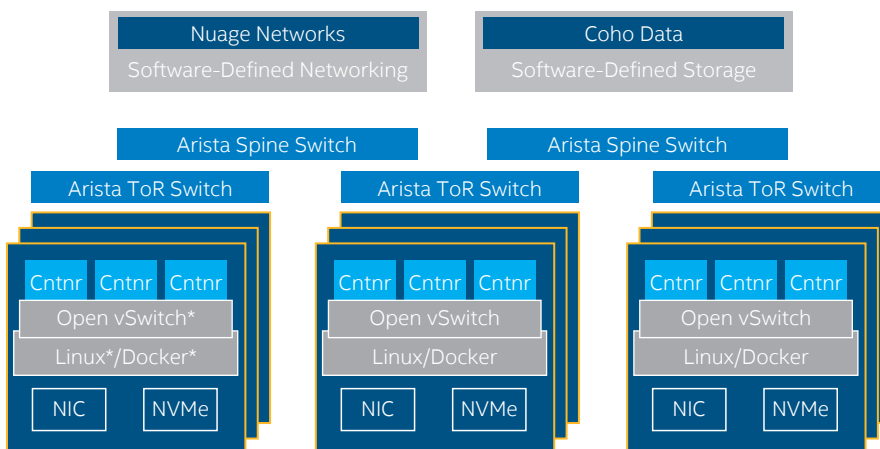 Nuage Networks
Software-Defined Networking
Coho Data
Software-Defined Storage
Arista Spine Switch
Arista Spine Switch
Arista ToR Switch
Arista ToR Switch
Arista ToR Switch
Cntnr Cntnr Cntnr
Open vSwitch*
Linux*/Docker*
NIC NVMe
Cntnr Cntnr Cntnr
Open vSwitch
Linux/Docker
NIC NVMe
Cntnr Cntnr Cntnr
Open vSwitch
Linux/Docker
NIC NVMe